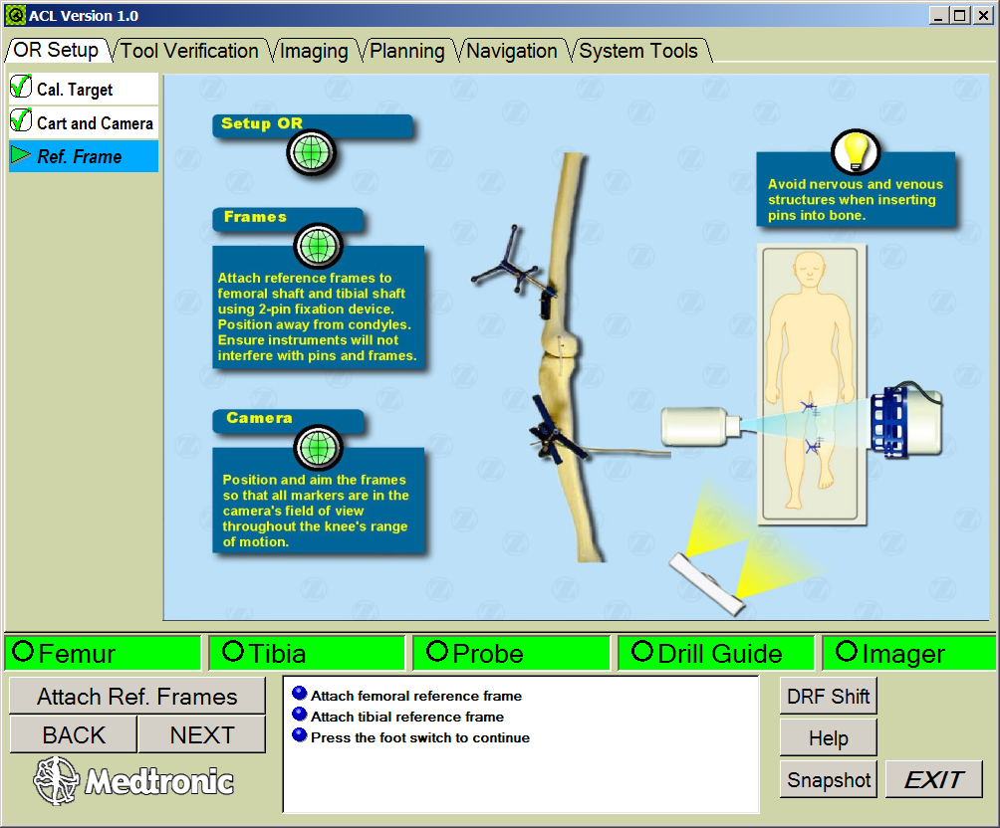 ACL Version 1.0
OR Setup
Tool Verification
Imaging
Planning
Navigation
System Tools
Cal. Target
Cart and Camera
Ref. Frame
Setup OR
Frames
Attach reference frames to
femoral shaft and tibial shaft
using 2-pin fixation device.
Position away from condyles.
Ensure instruments will not
interfere with pins and frames.
Camera
Position and aim the frames
so that all markers are in the
camera's field of view
throughout the knee's range
of motion.
Avoid nervous and venous
structures when inserting
pins into bone.
Femur
Tibia
Probe
Drill Guide
Imager
Attach Ref. Frames
BACK
NEXT
Medtronic
Attach femoral reference frame
Attach tibial reference frame
Press the foot switch to continue
DRF Shift
Help
Snapshot
EXIT